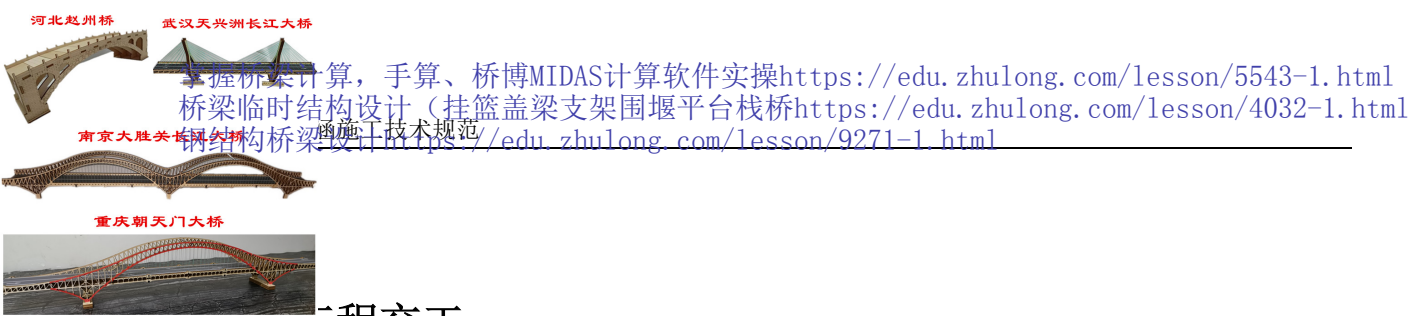 河北赵州桥
武汉天兴洲长江大桥
掌握桥梁计算，手算、桥博MIDAS计算软件实操https://edu.zhulong.com/lesson/5543-1.html
桥梁临时结构设计（挂篮盖梁支架围堰平台栈桥https://edu.zhulong.com/lesson/4032-1.html
南京大胜关长江大桥
涵施工技术规范
钢结构桥梁设计https://edu.zhulong.com/lesson/9271-1.html
重庆朝天门大桥
程交工